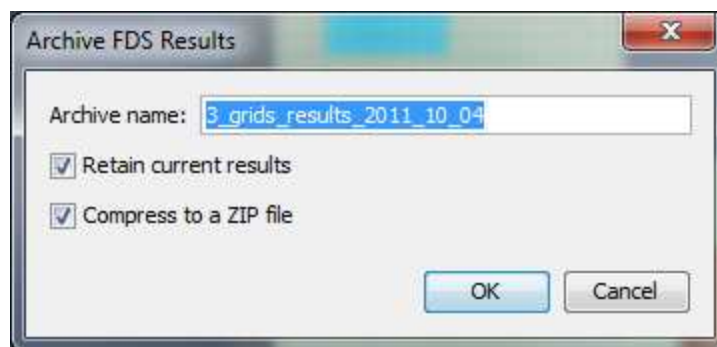 Archive FDS Results
Archive name: 3_grids_results_2011_10_04
Retain current results
Compress to a ZIP file
OK Cancel